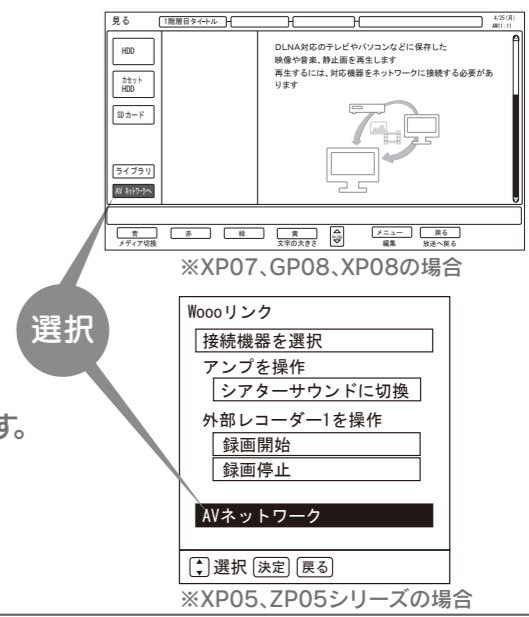 見る
1階層目タイトル
4/25(月)
AM11:11
HDD
カセット
HDD
SDカード
ライブラリ
AVネットワークへ
DLNA対応のテレビやパソコンなどに保存した
映像や音楽、静止画を再生します
再生するには、対応機器をネットワークに接続する必要があ
ります
青 赤 緑 黄 メニュー 戻る
メディア切換 文字の大きさ 編集 放送へ戻る
※XP07、GP08、XP08の場合
選択
す。
Woooリンク
接続機器を選択
アンプを操作
シアターサウンドに切換
外部レコーダー1を操作
録画開始
録画停止
AVネットワーク
選択 決定 戻る
※XP05、ZP05シリーズの場合